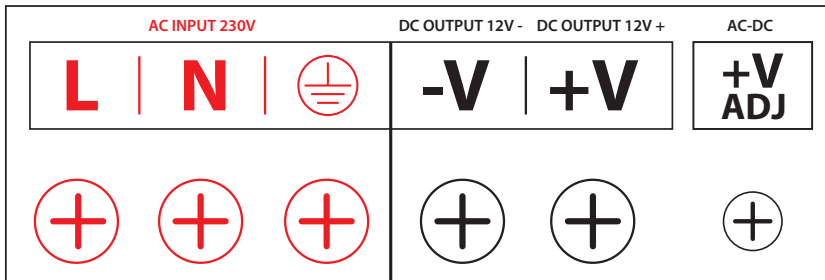 AC INPUT 230V DC OUTPUT 12V - DC OUTPUT 12V + AC-DC
L N -V +V +V
ADJ